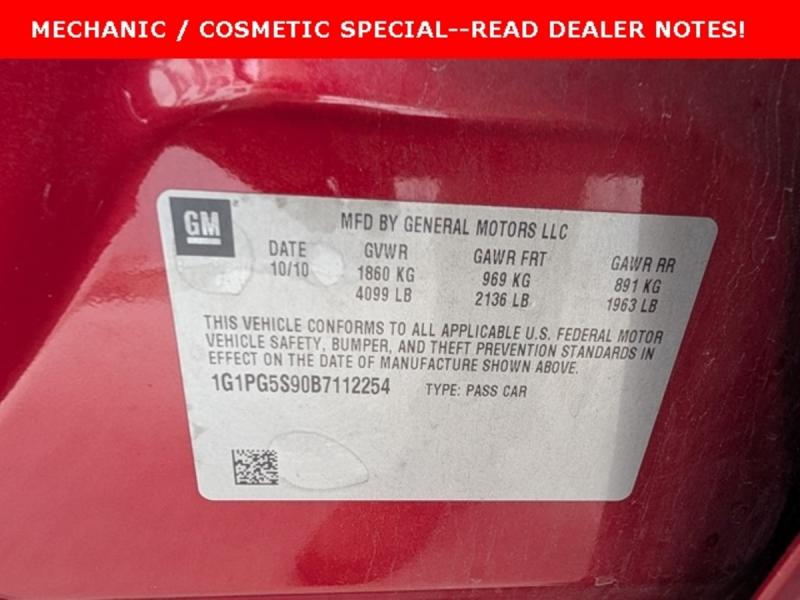 MECHANIC / COSMETIC SPECIAL--READ DEALER NOTES!
GM
MFD BY GENERAL MOTORS LLC
DATE GVWR GAWR FRT GAWR RR
10/10 1860 KG 969 KG 891 KG
4099 LB 2136 LB 1963 LB
THIS VEHICLE CONFORMS TO ALL APPLICABLE U.S. FEDERAL MOTOR
VEHICLE SAFETY, BUMPER, AND THEFT PREVENTION STANDARDS IN
EFFECT ON THE DATE OF MANUFACTURE SHOWN ABOVE.
1G1PG5S90B7112254 TYPE: PASS CAR